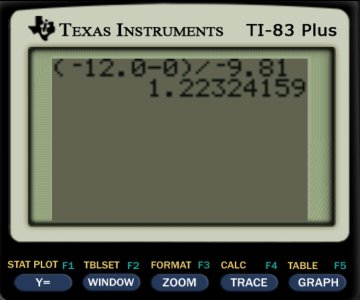 TEXAS INSTRUMENTS TI-83 Plus
(-12.0-0)/-9.81
1.22324159
STAT PLOT F1 TBLSET F2 FORMAT F3 CALC F4 TABLE F5
Y= WINDOW ZOOM TRACE GRAPH